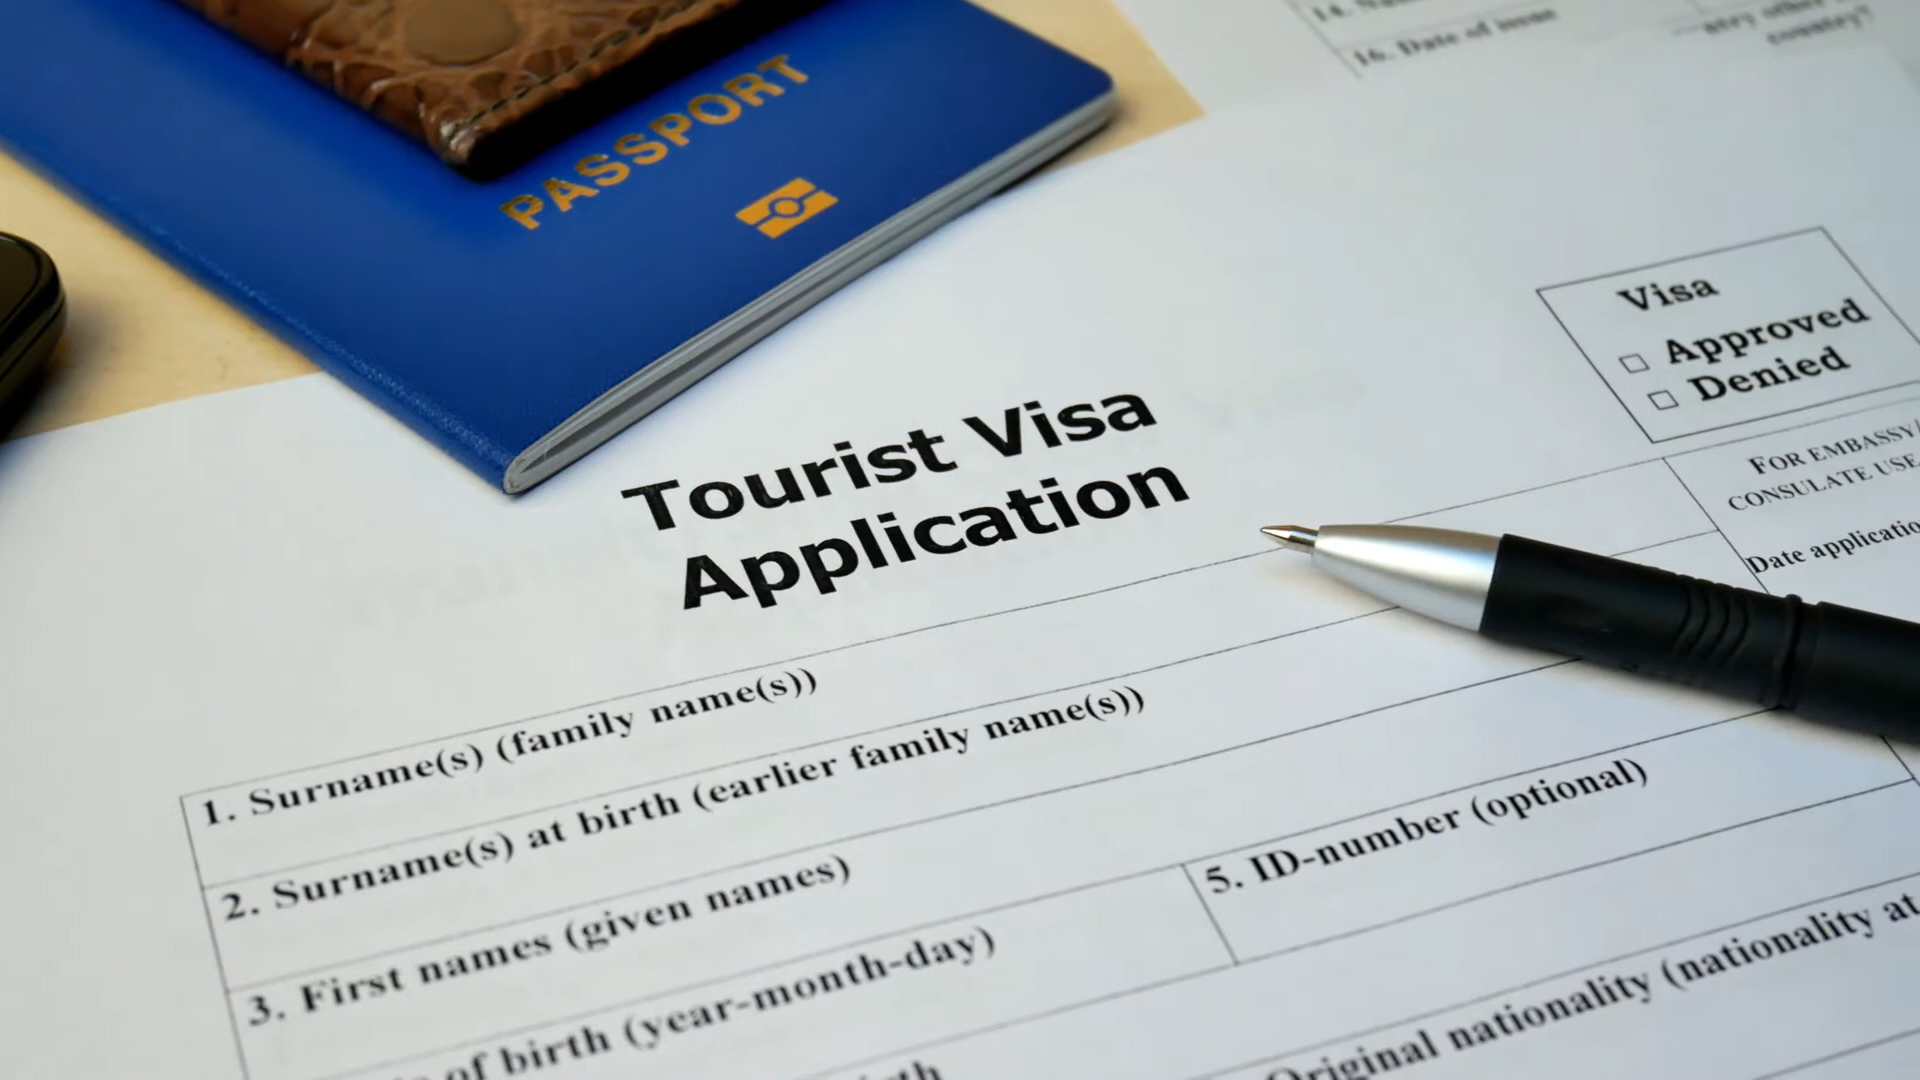 PASSPORT
16. Date of issue
country?
Visa
Approved
Denied
Tourist Visa
Application
FOR EMBASSY/
CONSULATE USE
Date applicatio
1. Surname(s) (family name(s))
2. Surname(s) at birth (earlier family name(s))
3. First names (given names)
of birth (year-month-day)
5. ID-number (optional)
Original nationality (nationality at